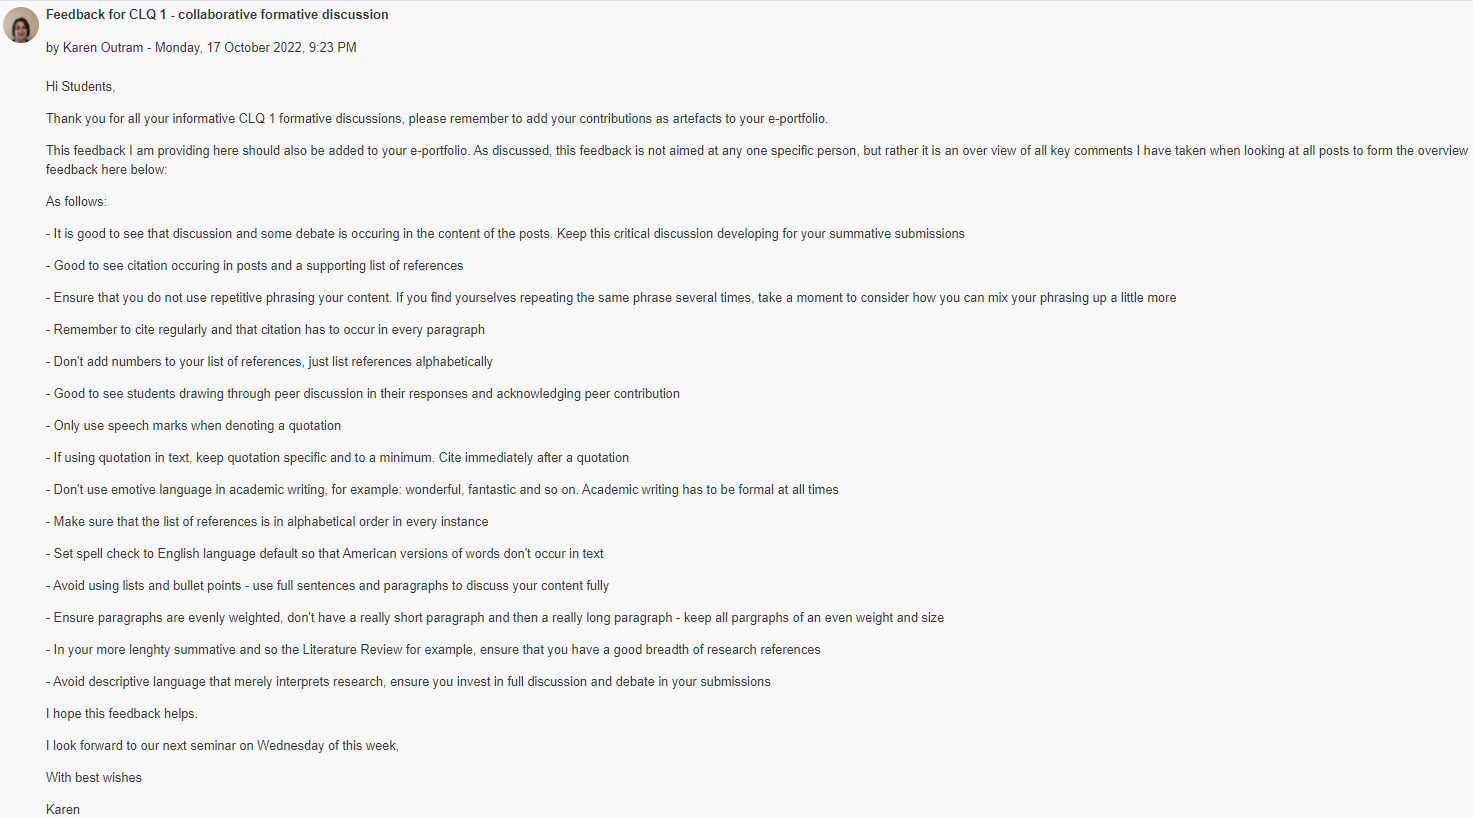 Feedback for CLQ 1 - collaborative formative discussion
by Karen Outram - Monday, 17 October 2022, 9:23 PM
Hi Students,
Thank you for all your informative CLQ 1 formative discussions, please remember to add your contributions as artefacts to your e-portfolio.
This feedback I am providing here should also be added to your e-portfolio. As discussed, this feedback is not aimed at any one specific person, but rather it is an over view of all key comments I have taken when looking at all posts to form the overview
feedback here below:
As follows:
- It is good to see that discussion and some debate is occuring in the content of the posts. Keep this critical discussion developing for your summative submissions
- Good to see citation occuring in posts and a supporting list of references
- Ensure that you do not use repetitive phrasing your content. If you find yourselves repeating the same phrase several times, take a moment to consider how you can mix your phrasing up a little more
- Remember to cite regularly and that citation has to occur in every paragraph
- Don't add numbers to your list of references, just list references alphabetically
- Good to see students drawing through peer discussion in their responses and acknowledging peer contribution
- Only use speech marks when denoting a quotation
- If using quotation in text, keep quotation specific and to a minimum. Cite immediately after a quotation
- Don't use emotive language in academic writing, for example: wonderful, fantastic and so on. Academic writing has to be formal at all times
- Make sure that the list of references is in alphabetical order in every instance
- Set spell check to English language default so that American versions of words don't occur in text
- Avoid using lists and bullet points - use full sentences and paragraphs to discuss your content fully
- Ensure paragraphs are evenly weighted, don't have a really short paragraph and then a really long paragraph - keep all pargraphs of an even weight and size
- In your more lenghty summative and so the Literature Review for example, ensure that you have a good breadth of research references
- Avoid descriptive language that merely interprets research, ensure you invest in full discussion and debate in your submissions
I hope this feedback helps.
I look forward to our next seminar on Wednesday of this week,
With best wishes
Karen